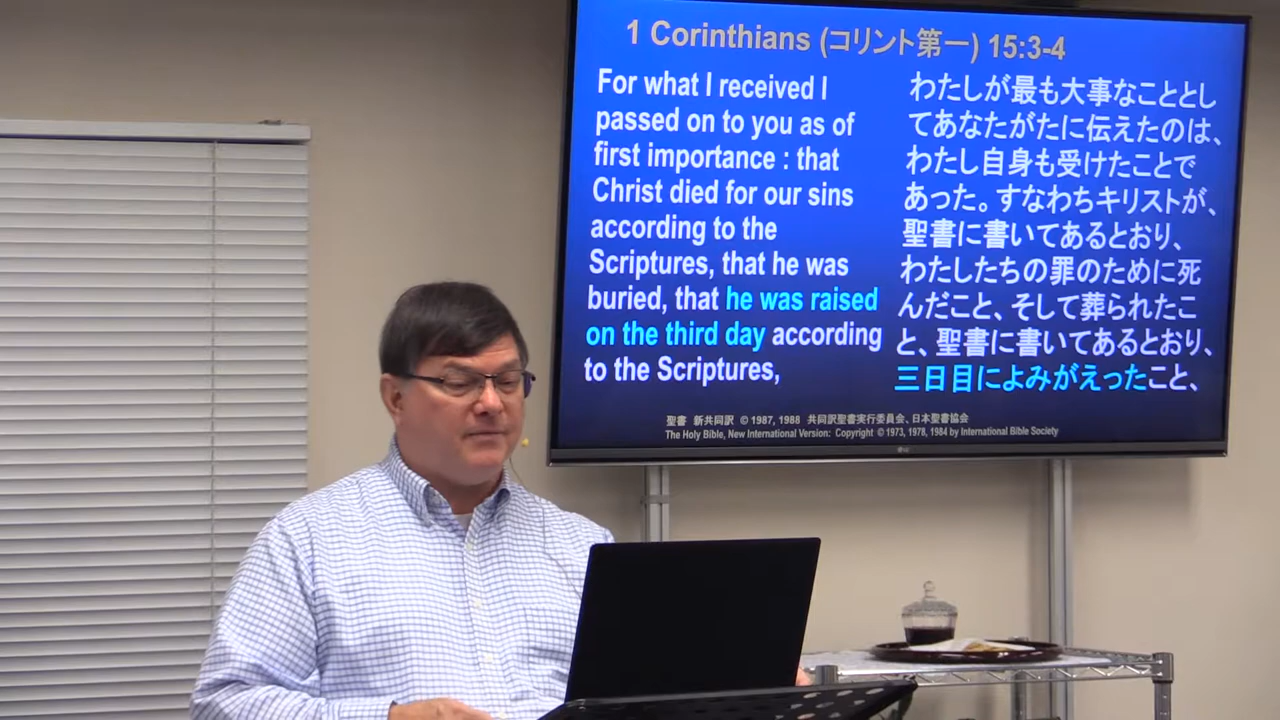 1 Corinthians (コリント第一) 15:3-4
For what I received I
passed on to you as of
first importance : that
Christ died for our sins
according to the
Scriptures, that he was
buried, that he was raised
on the third day according
to the Scriptures,
わたしが最も大事なこととし
てあなたがたに伝えたのは、
わたし自身も受けたことで
あった。すなわちキリストが、
聖書に書いてあるとおり、
わたしたちの罪のために死
んだこと、そして葬られたこ
と、聖書に書いてあるとおり、
三日目によみがえったこと、
聖書 新共同訳 © 1987, 1988 共同訳聖書実行委員会、日本聖書協会
The Holy Bible, New International Version: Copyright © 1973, 1978, 1984 by International Bible Society
LG